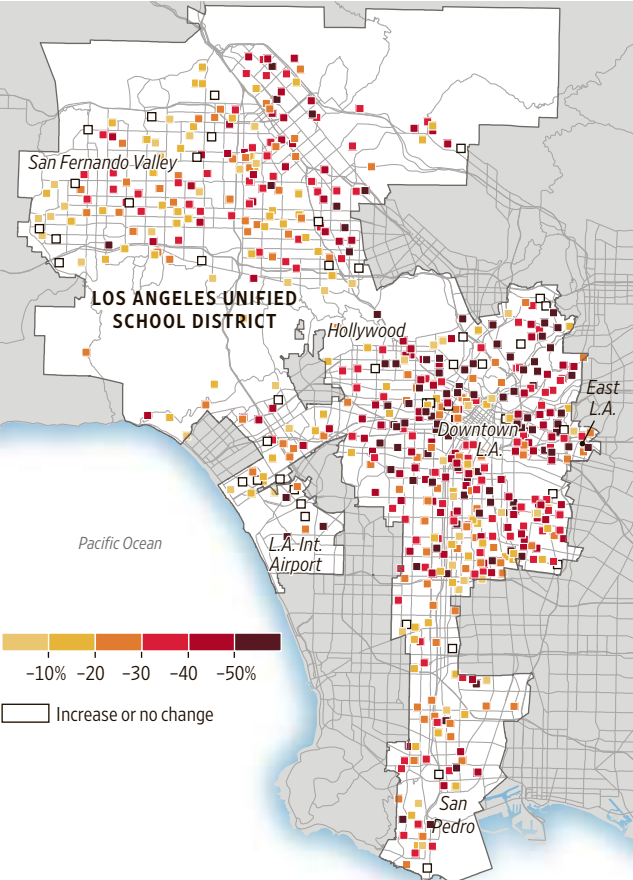 San Fernando Valley
LOS ANGELES UNIFIED
SCHOOL DISTRICT
Hollywood
East
L.A.
Downtown
L.A.
Pacific Ocean
L.A. Int.
Airport
–10% –20 –30 –40 –50%
Increase or no change
San
Pedro